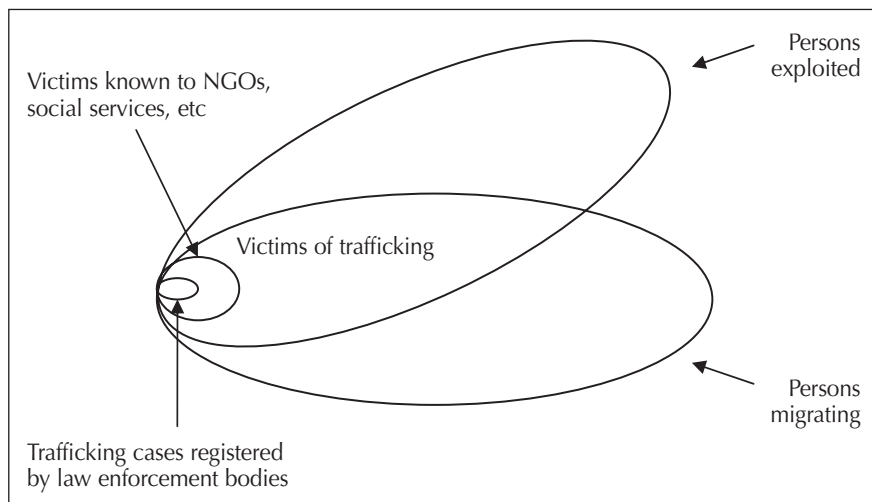 Persons
exploited
Victims known to NGOs,
social services, etc
Victims of trafficking
Persons
migrating
Trafficking cases registered
by law enforcement bodies